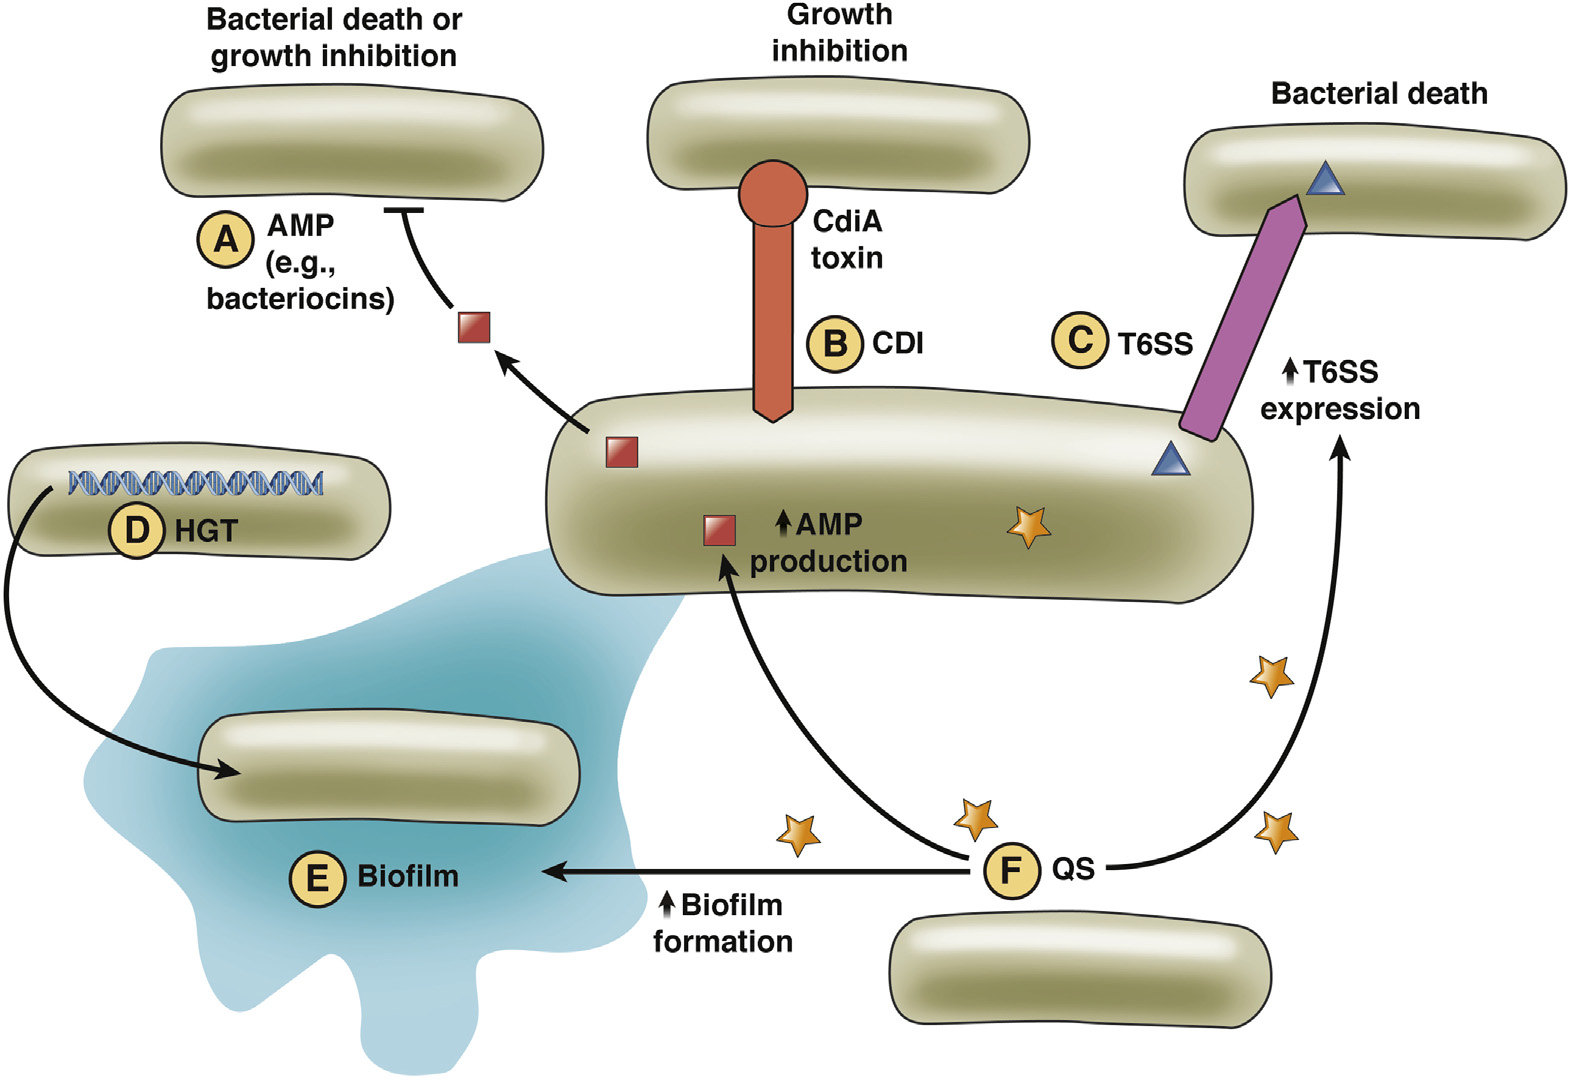 Bacterial death or
growth inhibition
Growth
inhibition
Bacterial death
A
AMP
(e.g.,
bacteriocins)
CdiA
toxin
B CDI
C T6SS
T6SS
expression
D HGT
AMP
production
E Biofilm
F QS
Biofilm
formation